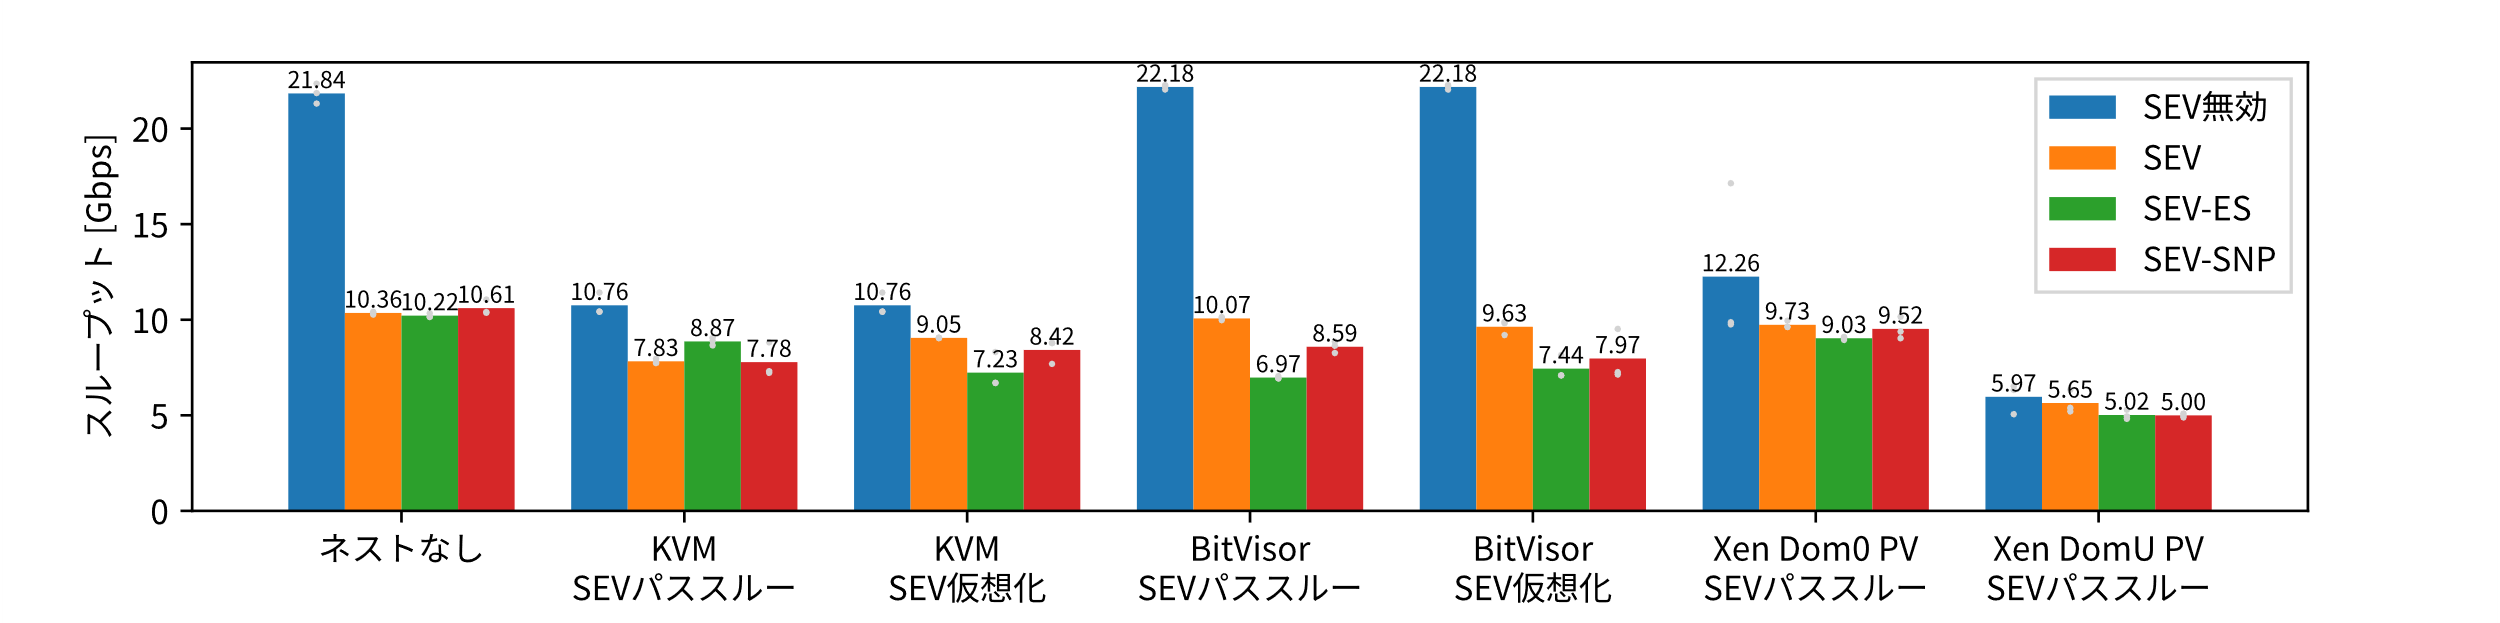 スループット [Gbps]
20
15
10
5
0
21.84
10.36
10.22
10.61
10.76
7.83
8.87
7.78
10.76
9.05
7.23
8.42
22.18
10.07
6.97
8.59
22.18
9.63
7.44
7.97
12.26
9.73
9.03
9.52
5.97
5.65
5.02
5.00
SEV無効
SEV
SEV-ES
SEV-SNP
ネストなし
KVM
SEVパススルー
KVM
SEV仮想化
BitVisor
SEVパススルー
BitVisor
SEV仮想化
Xen Dom0 PV
SEVパススルー
Xen DomU PV
SEVパススルー